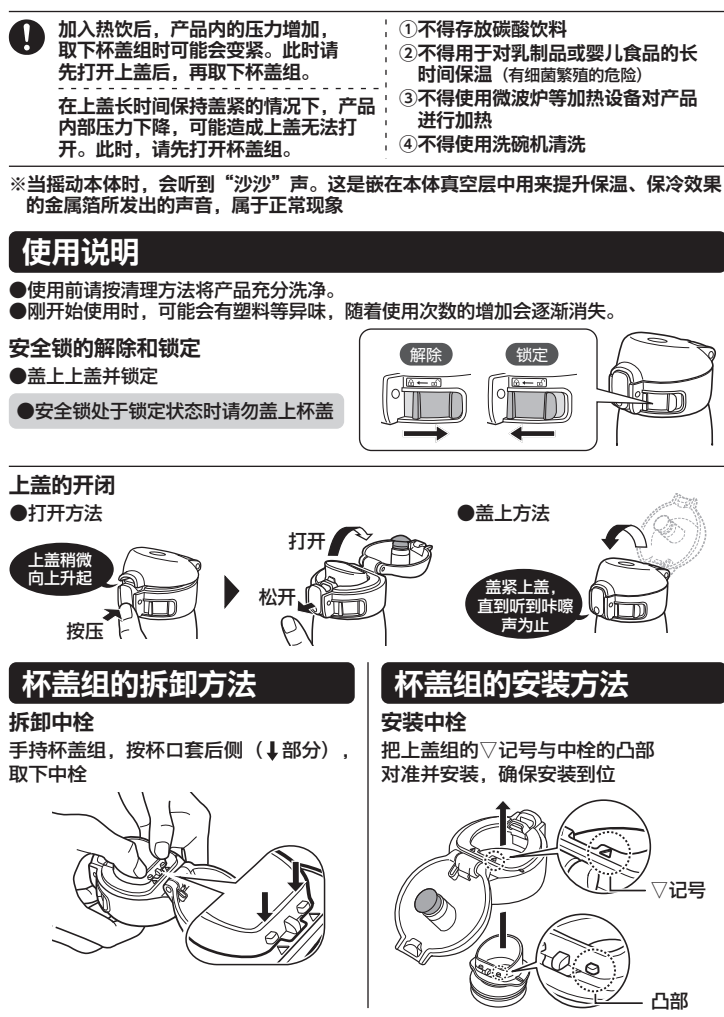 加入热饮后，产品内的压力增加，
取下杯盖组时可能会变紧。此时请
先打开上盖后，再取下杯盖组。
在上盖长时间保持盖紧的情况下，产品
内部压力下降，可能造成上盖无法打
开。此时，请先打开杯盖组。
①不得存放碳酸饮料
②不得用于对乳制品或婴儿食品的长
时间保温（有细菌繁殖的危险）
③不得使用微波炉等加热设备对产品
进行加热
④不得使用洗碗机清洗
※当摇动本体时，会听到“沙沙”声。这是嵌在本体真空层中用来提升保温、保冷效果
的金属箔所发出的声音，属于正常现象
使用说明
●使用前请按清理方法将产品充分洗净。
●刚开始使用时，可能会有塑料等异味，随着使用次数的增加会逐渐消失。
安全锁的解除和锁定
●盖上上盖并锁定
●安全锁处于锁定状态时请勿盖上杯盖
解除
锁定
上盖的开闭
●打开方法
上盖稍微
向上升起
按压
打开
松开
●盖上方法
盖紧上盖，
直到听到咔嚓
声为止
杯盖组的拆卸方法
拆卸中栓
手持杯盖组，按杯口套后侧（⬇部分），
取下中栓
杯盖组的安装方法
安装中栓
把上盖组的▽记号与中栓的凸部
对准并安装，确保安装到位
▽记号
凸部